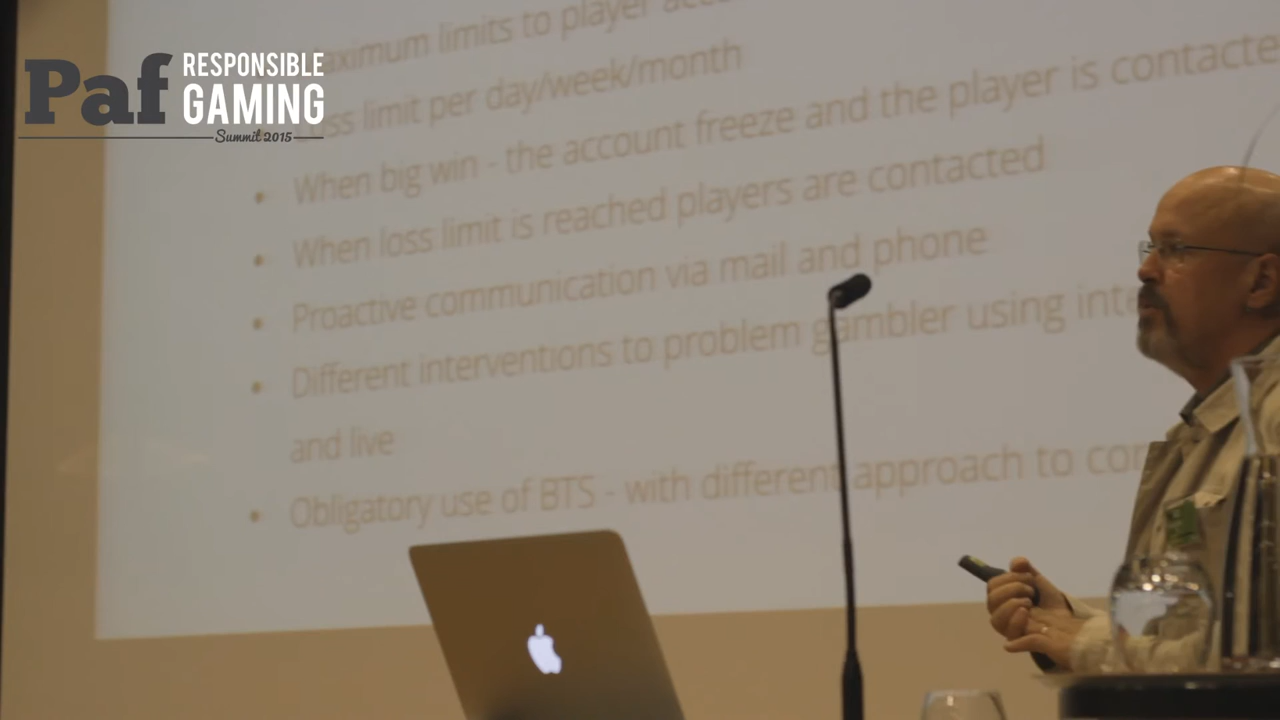 Paf RESPONSIBLE
GAMING
Summit 2015
maximum limits to player
loss limit per day/week/month
When big win - the account freeze and the player is
When loss limit is reached players are contacted
Proactive communication via mail and phone
Different interventions to problem gambler using
and live
Obligatory use of BTS - with different approach to